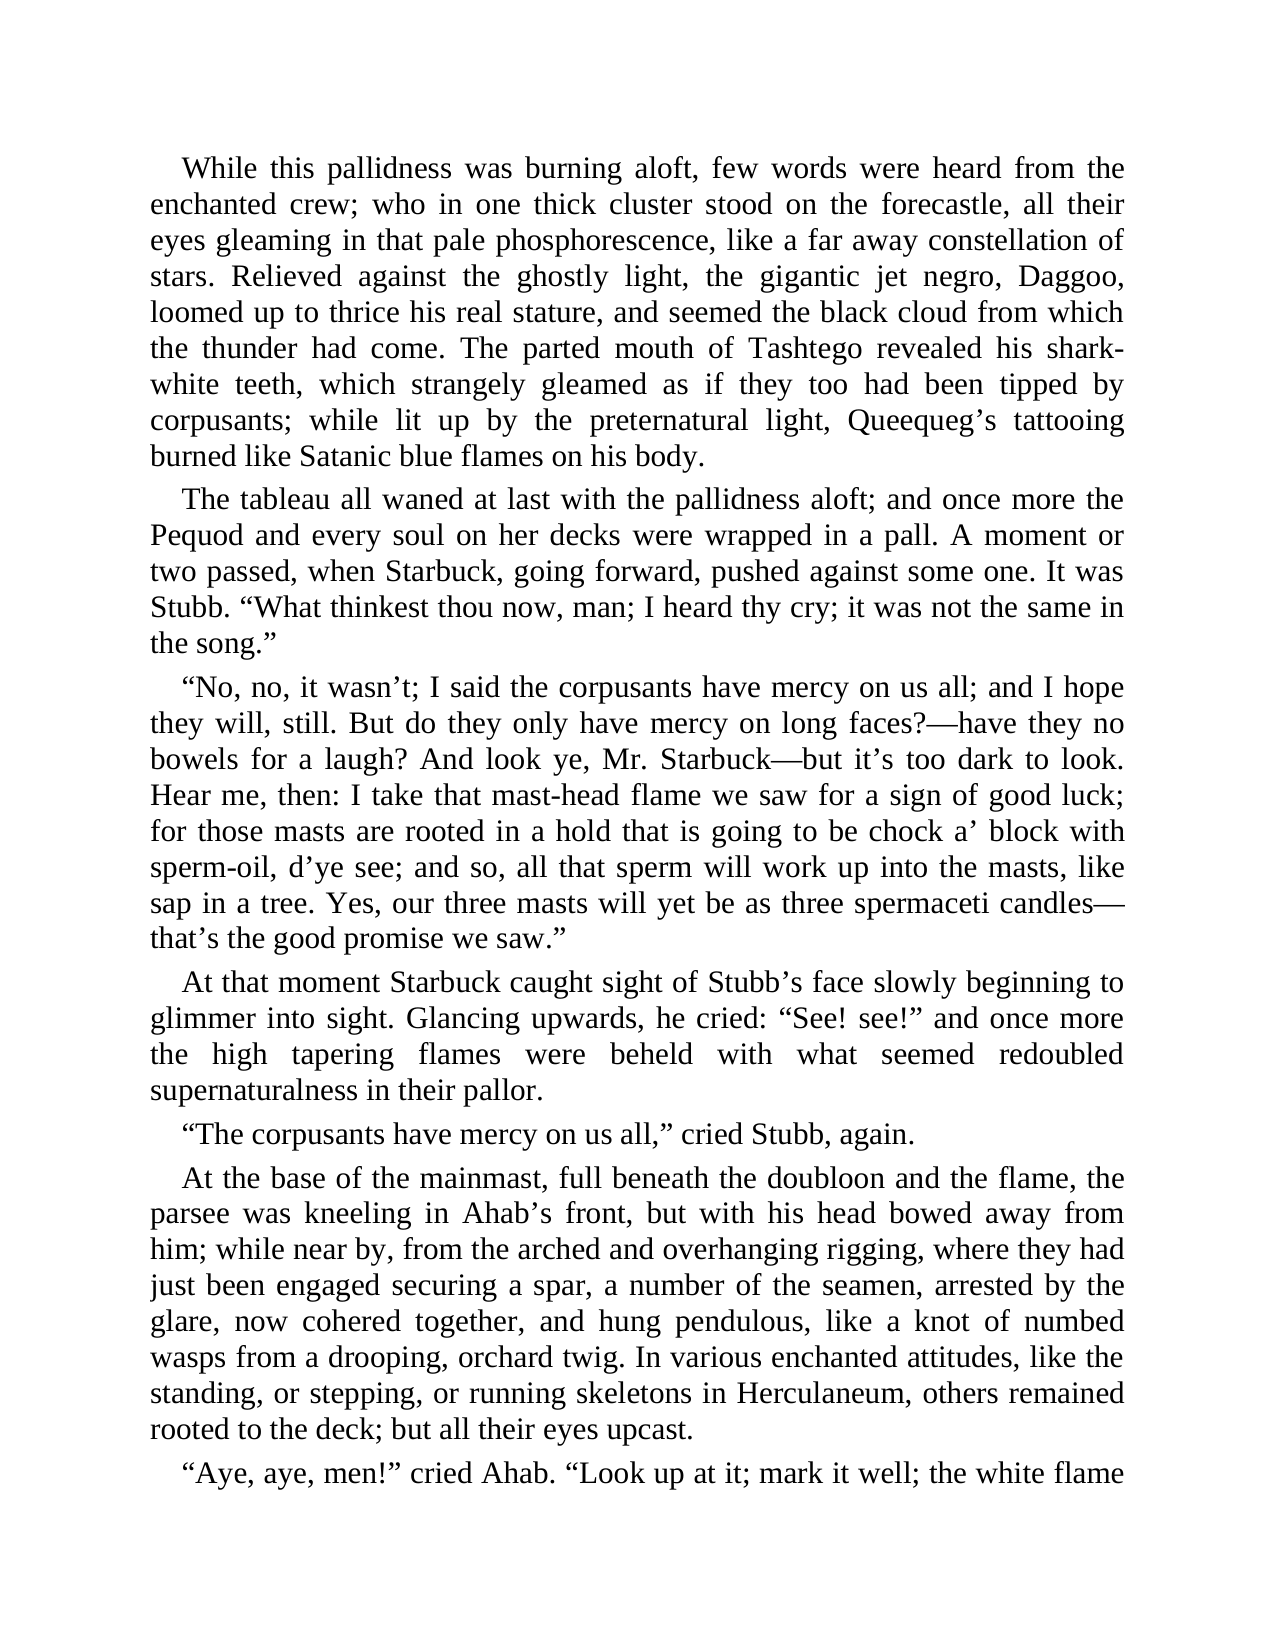 While this pallidness was burning aloft, few words were heard from the
enchanted crew; who in one thick cluster stood on the forecastle, all their
eyes gleaming in that pale phosphorescence, like a far away constellation of
stars. Relieved against the ghostly light, the gigantic jet negro, Daggoo,
loomed up to thrice his real stature, and seemed the black cloud from which
the thunder had come. The parted mouth of Tashtego revealed his shark-
white teeth, which strangely gleamed as if they too had been tipped by
corpusants; while lit up by the preternatural light, Queequeg’s tattooing
burned like Satanic blue flames on his body.
The tableau all waned at last with the pallidness aloft; and once more the
Pequod and every soul on her decks were wrapped in a pall. A moment or
two passed, when Starbuck, going forward, pushed against some one. It was
Stubb. “What thinkest thou now, man; I heard thy cry; it was not the same in
the song.”
“No, no, it wasn’t; I said the corpusants have mercy on us all; and I hope
they will, still. But do they only have mercy on long faces?—have they no
bowels for a laugh? And look ye, Mr. Starbuck—but it’s too dark to look.
Hear me, then: I take that mast-head flame we saw for a sign of good luck;
for those masts are rooted in a hold that is going to be chock a’ block with
sperm-oil, d’ye see; and so, all that sperm will work up into the masts, like
sap in a tree. Yes, our three masts will yet be as three spermaceti candles—
that’s the good promise we saw.”
At that moment Starbuck caught sight of Stubb’s face slowly beginning to
glimmer into sight. Glancing upwards, he cried: “See! see!” and once more
the high tapering flames were beheld with what seemed redoubled
supernaturalness in their pallor.
“The corpusants have mercy on us all,” cried Stubb, again.
At the base of the mainmast, full beneath the doubloon and the flame, the
parsee was kneeling in Ahab’s front, but with his head bowed away from
him; while near by, from the arched and overhanging rigging, where they had
just been engaged securing a spar, a number of the seamen, arrested by the
glare, now cohered together, and hung pendulous, like a knot of numbed
wasps from a drooping, orchard twig. In various enchanted attitudes, like the
standing, or stepping, or running skeletons in Herculaneum, others remained
rooted to the deck; but all their eyes upcast.
“Aye, aye, men!” cried Ahab. “Look up at it; mark it well; the white flame